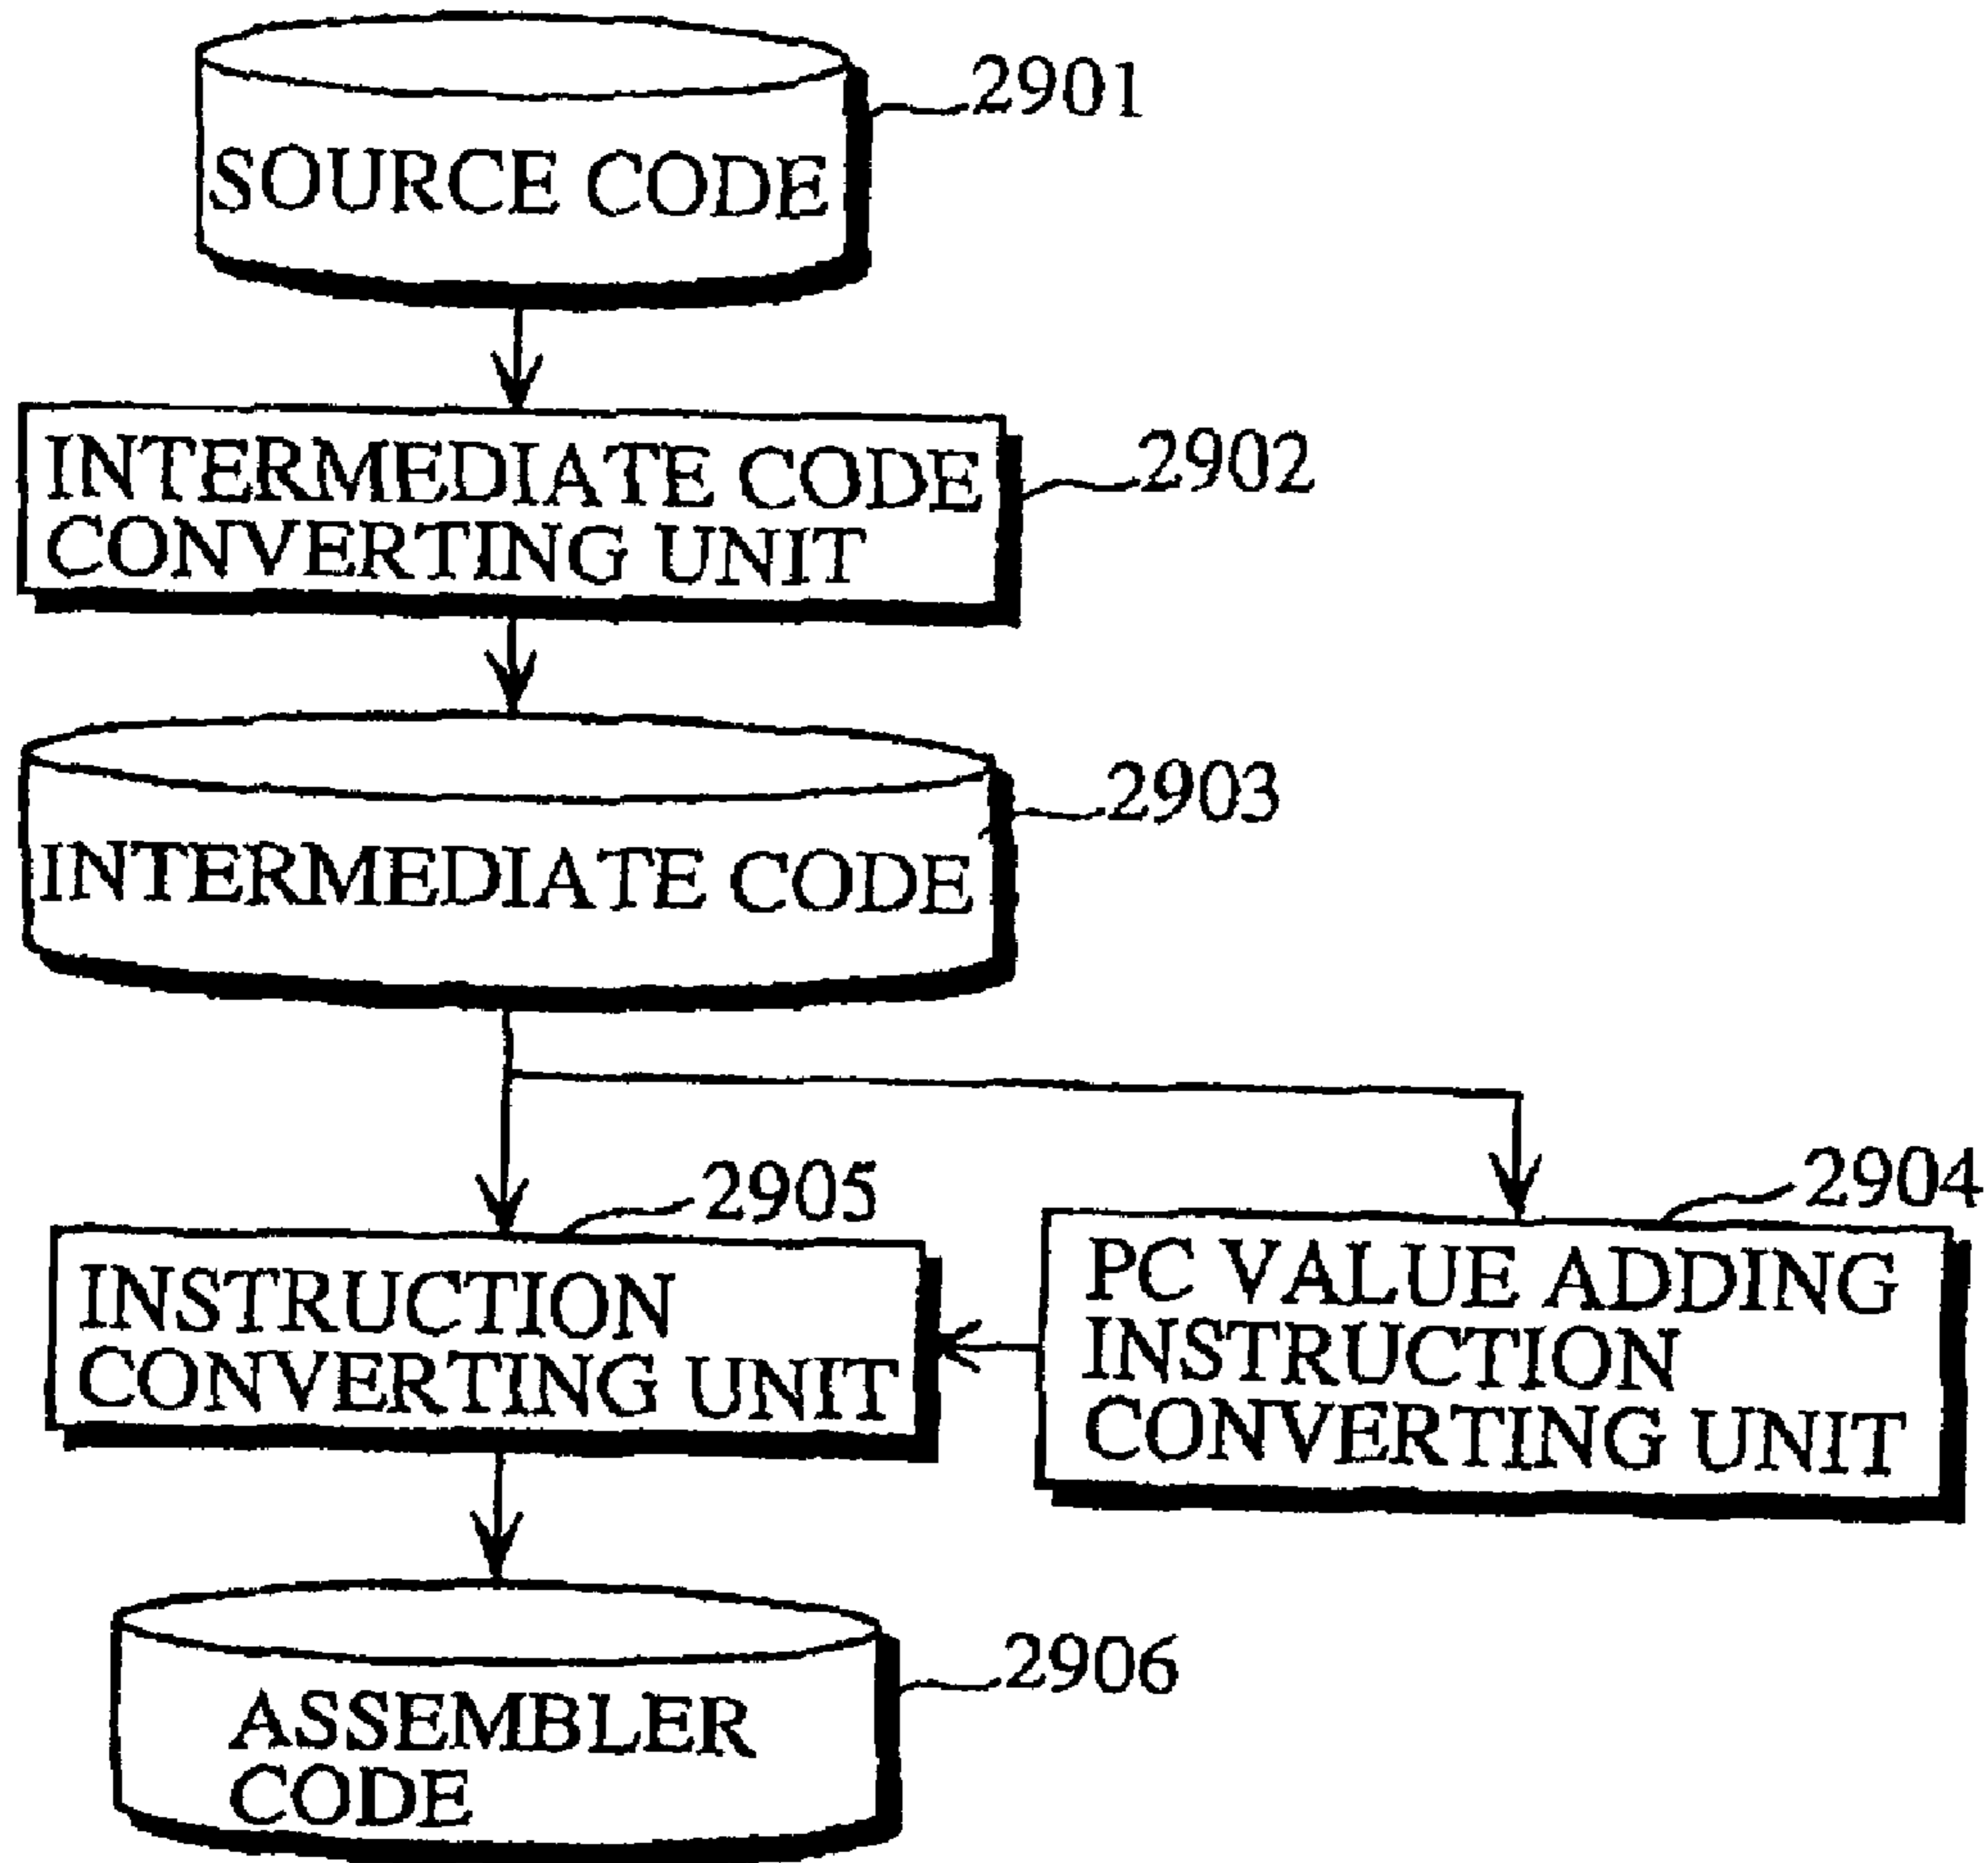 2901
SOURCE CODE
INTERMEDIATE CODE
CONVERTING UNIT
2902
2903
INTERMEDIATE CODE
2905
2904
INSTRUCTION
CONVERTING UNIT
PC VALUE ADDING
INSTRUCTION
CONVERTING UNIT
2906
ASSEMBLER
CODE